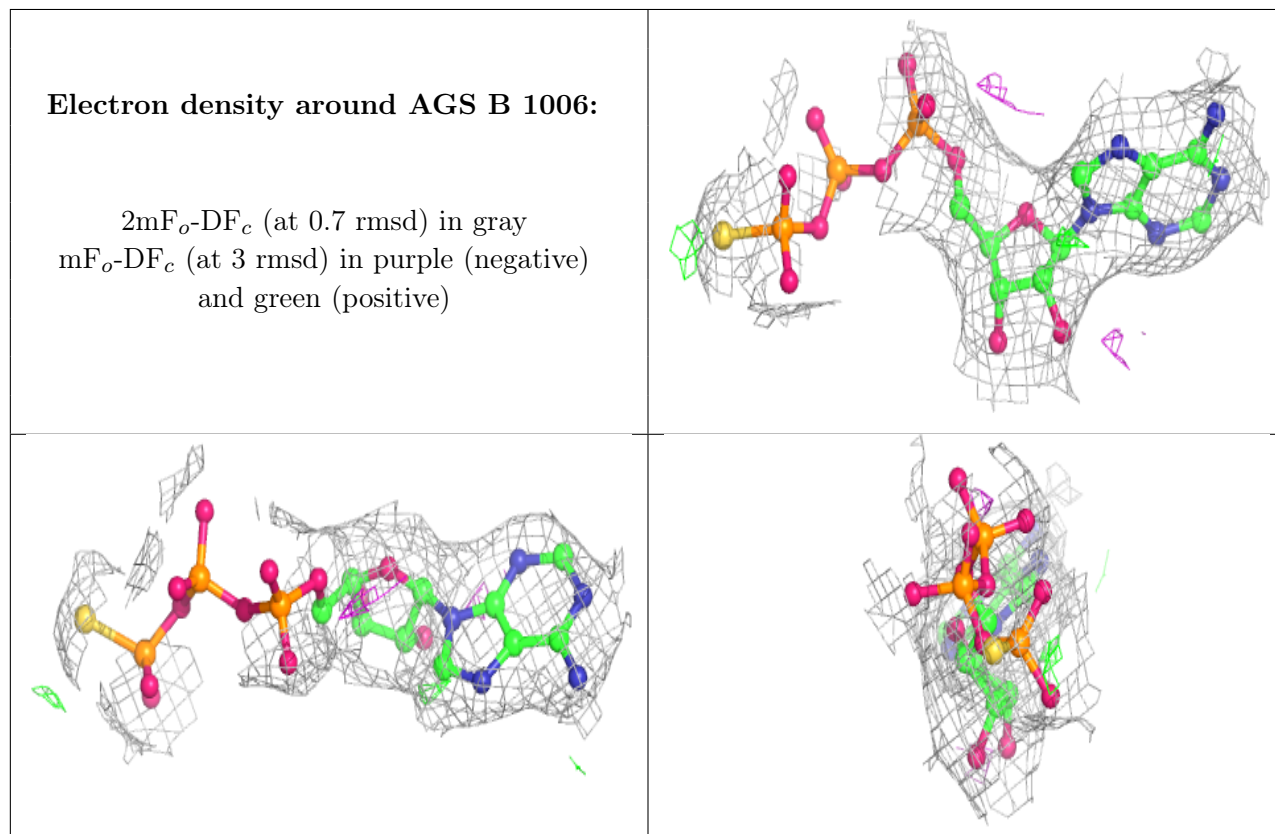 Electron density around AGS B 1006:
2mFo-DFc (at 0.7 rmsd) in gray
mFo-DFc (at 3 rmsd) in purple (negative)
and green (positive)